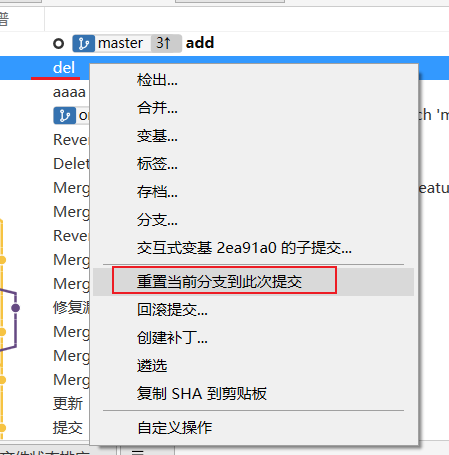 谱
master 3↑ add
del
aaaa
检出...
合并...
变基...
标签...
存档...
分支...
交互式变基 2ea91a0 的子提交...
重置当前分支到此次提交
回滚提交...
创建补丁...
遴选
复制 SHA 到剪贴板
自定义操作
or
ch 'm
Rever
Delet
Merg
eatu
Merg
Rever
Merg
Merg
修复漏
Merg
Merg
Merg
更新
提交